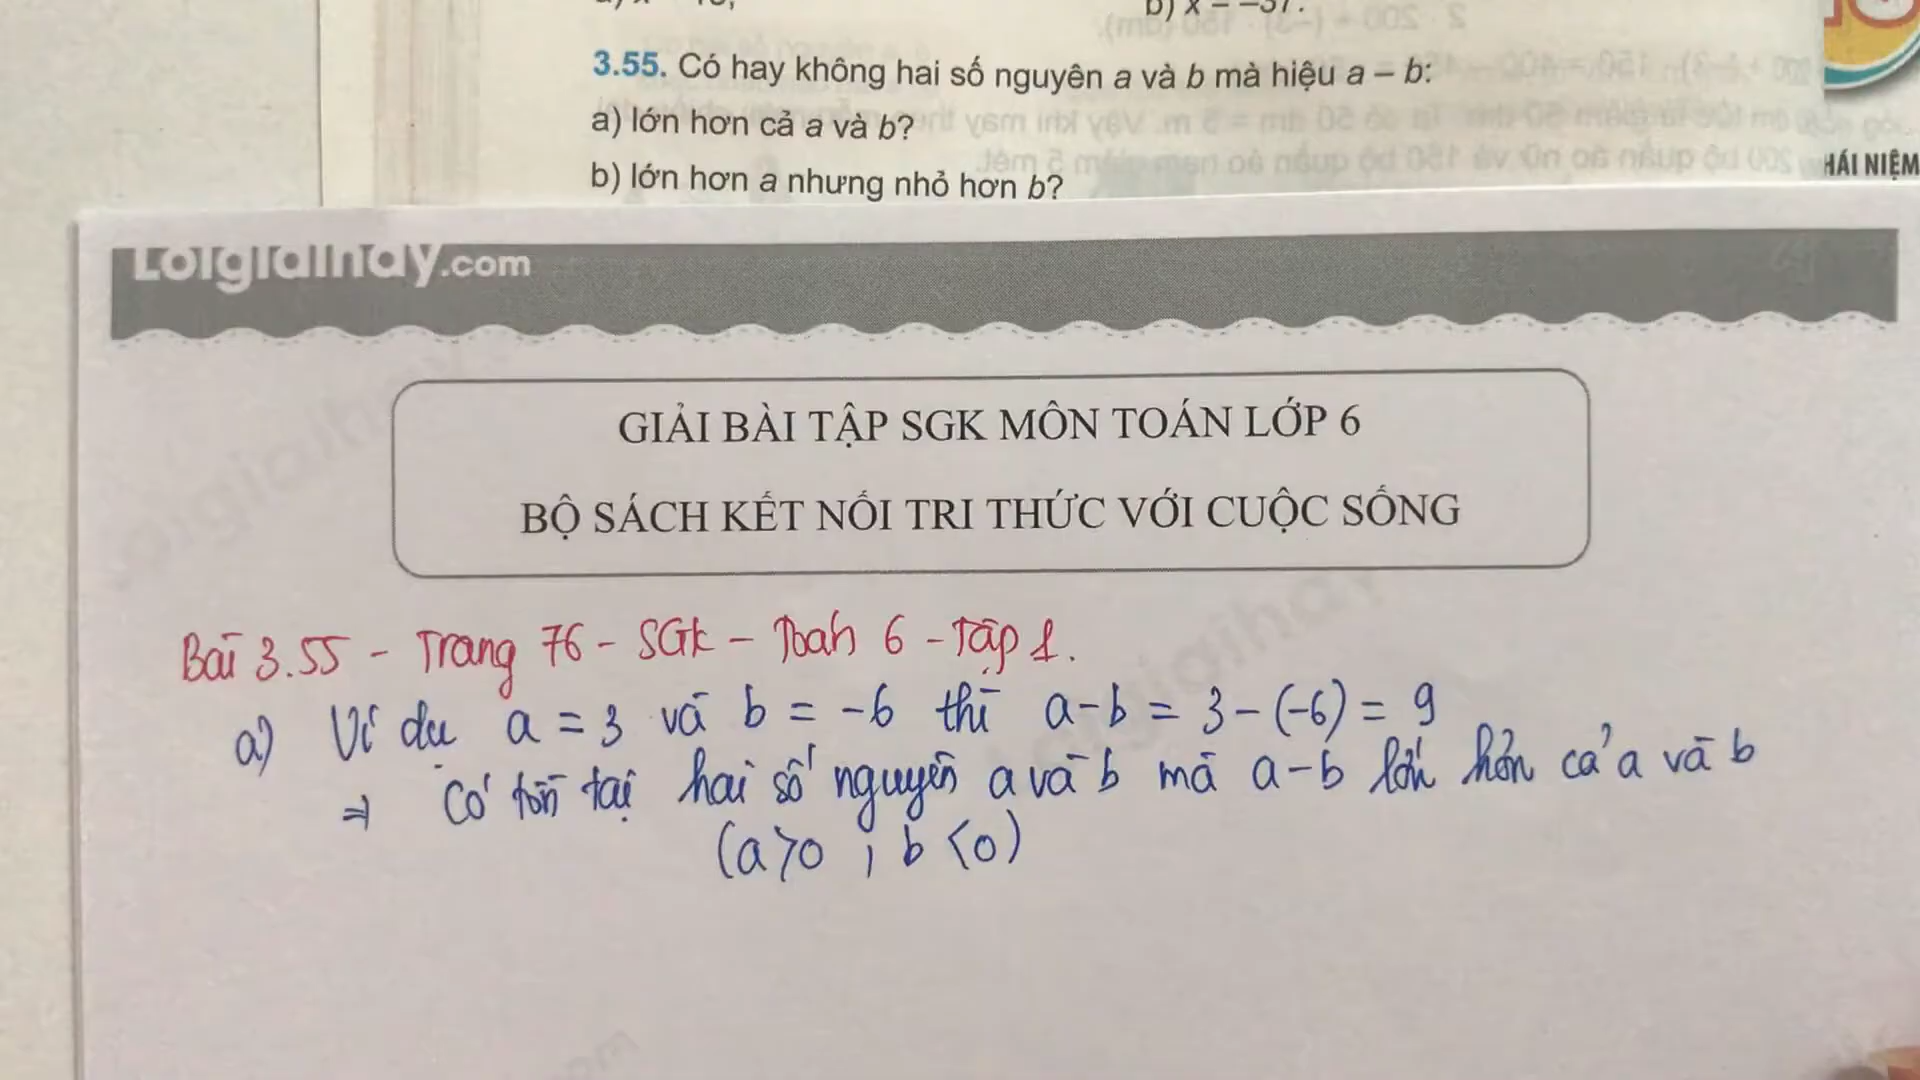 b) x = -37.
3.55. Có hay không hai số nguyên a và b mà hiệu a – b:
a) lớn hơn cả a và b?
b) lớn hơn a nhưng nhỏ hơn b?
HÁI NIỆM
Loigiaihay.com
GIẢI BÀI TẬP SGK MÔN TOÁN LỚP 6
BỘ SÁCH KẾT NỐI TRI THỨC VỚI CUỘC SỐNG
Bài 3.55 - Trang 76 - SGK - Toán 6 - Tập 1.
a) Ví dụ a = 3 và b = -6 thì a-b = 3-(-6) = 9
⇒ Có tồn tại hai số nguyên a và b mà a-b lớn hơn cả a và b
(a>0 ; b<0)